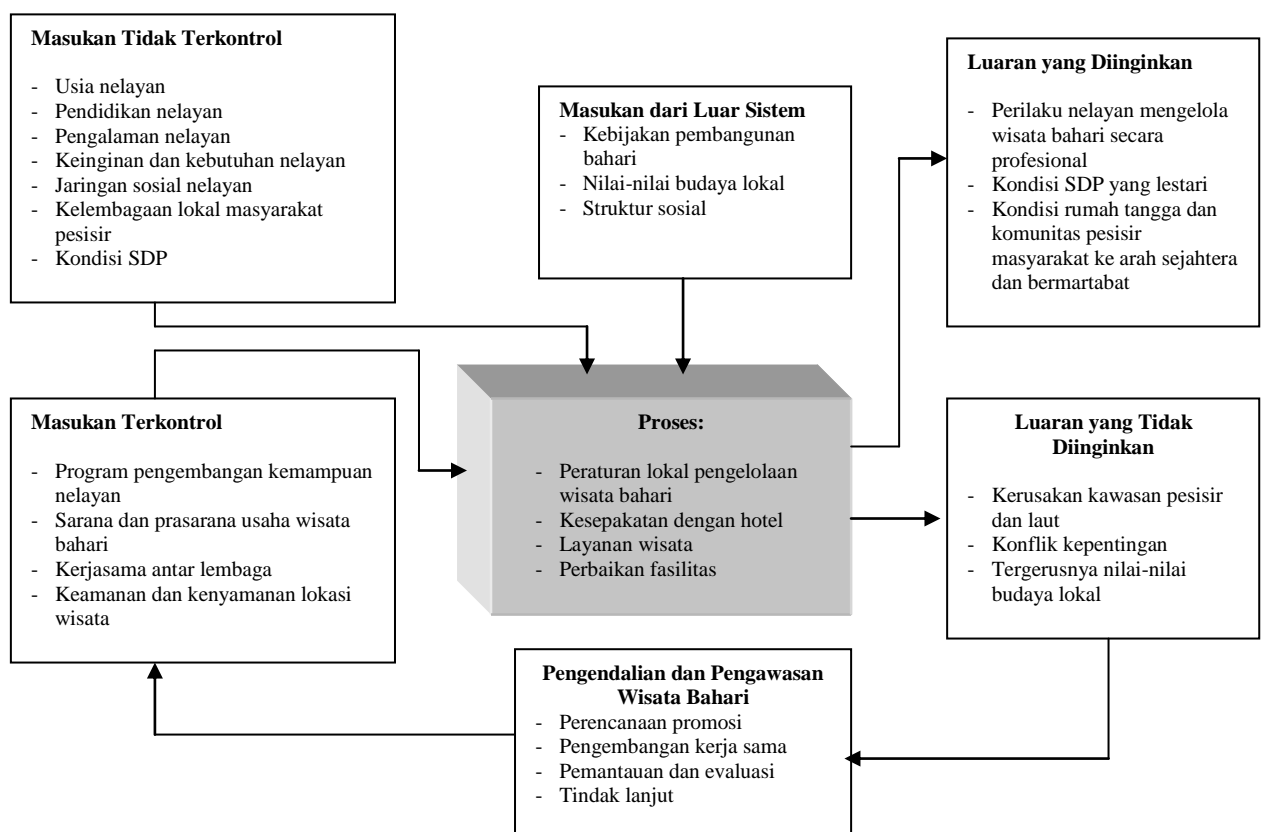 Masukan Tidak Terkontrol
- Usia nelayan
- Pendidikan nelayan
- Pengalaman nelayan
- Keinginan dan kebutuhan nelayan
- Jaringan sosial nelayan
- Kelembagaan lokal masyarakat
pesisir
- Kondisi SDP
Masukan dari Luar Sistem
- Kebijakan pembangunan
bahari
- Nilai-nilai budaya lokal
- Struktur sosial
Luaran yang Diinginkan
- Perilaku nelayan mengelola
wisata bahari secara
profesional
- Kondisi SDP yang lestari
- Kondisi rumah tangga dan
komunitas pesisir
masyarakat ke arah sejahtera
dan bermartabat
Masukan Terkontrol
- Program pengembangan kemampuan
nelayan
- Sarana dan prasarana usaha wisata
bahari
- Kerjasama antar lembaga
- Keamanan dan kenyamanan lokasi
wisata
Proses:
- Peraturan lokal pengelolaan
wisata bahari
- Kesepakatan dengan hotel
- Layanan wisata
- Perbaikan fasilitas
Luaran yang Tidak
Diinginkan
- Kerusakan kawasan pesisir
dan laut
- Konflik kepentingan
- Tergerusnya nilai-nilai
budaya lokal
Pengendalian dan Pengawasan
Wisata Bahari
- Perencanaan promosi
- Pengembangan kerja sama
- Pemantauan dan evaluasi
- Tindak lanjut